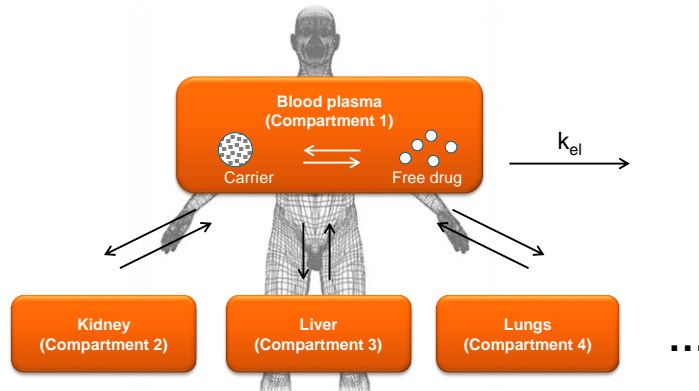 Blood plasma
(Compartment 1)
Carrier
Free drug
kel
Kidney
(Compartment 2)
Liver
(Compartment 3)
Lungs
(Compartment 4)
...